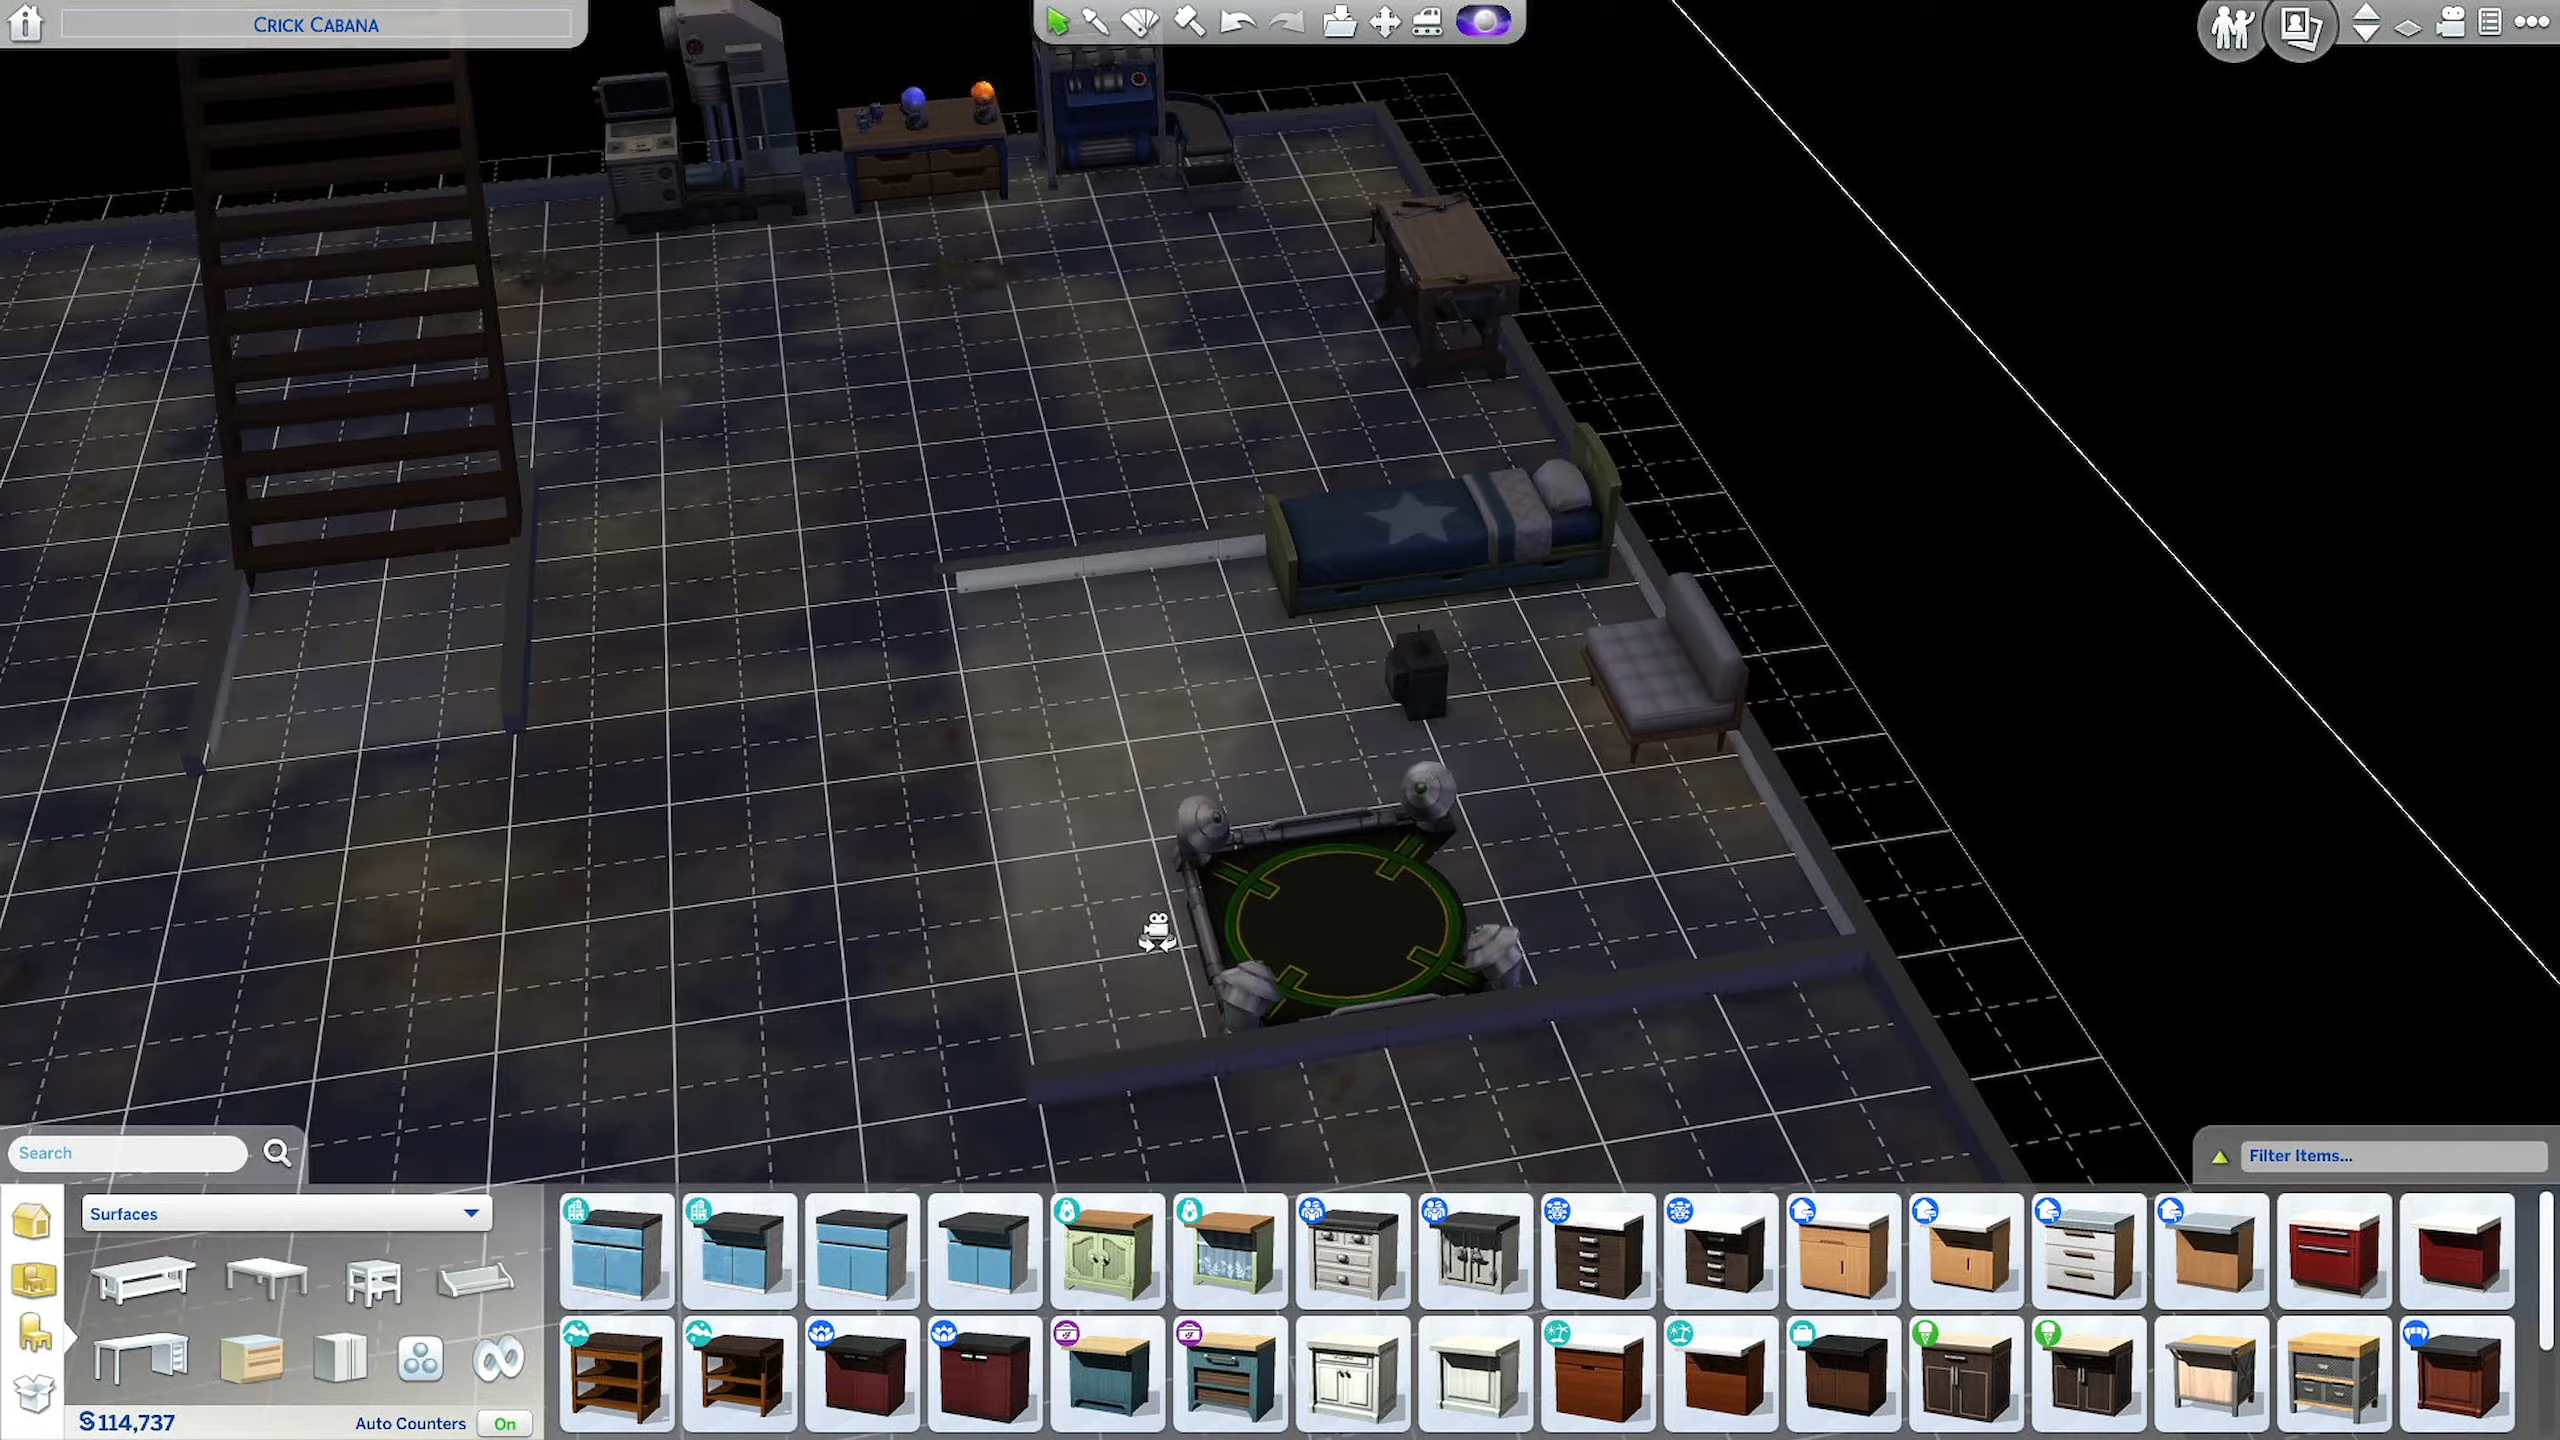 CRICK CABANA
Search
Filter Items...
Surfaces
§114,737
Auto Counters
On